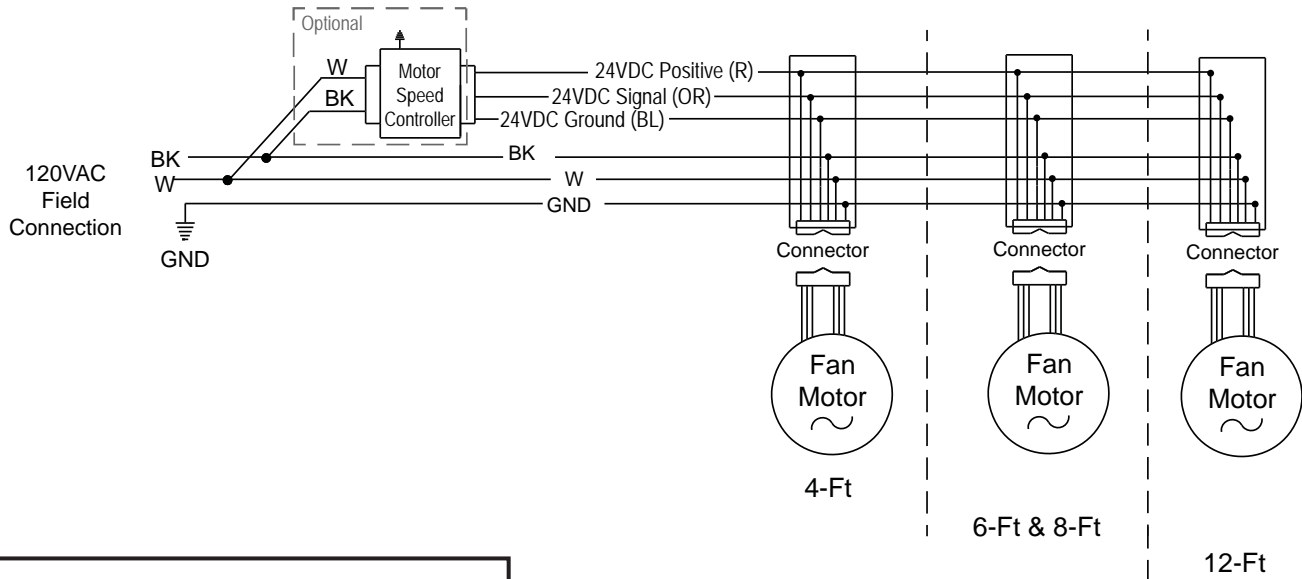 Optional
W
BK
Motor
Speed
Controller
24VDC Positive (R)
24VDC Signal (OR)
24VDC Ground (BL)
120VAC
Field
Connection
BK
W
BK
W
GND
GND
Connector
Connector
Connector
Fan
Motor
Fan
Motor
Fan
Motor
4-Ft
6-Ft & 8-Ft
12-Ft